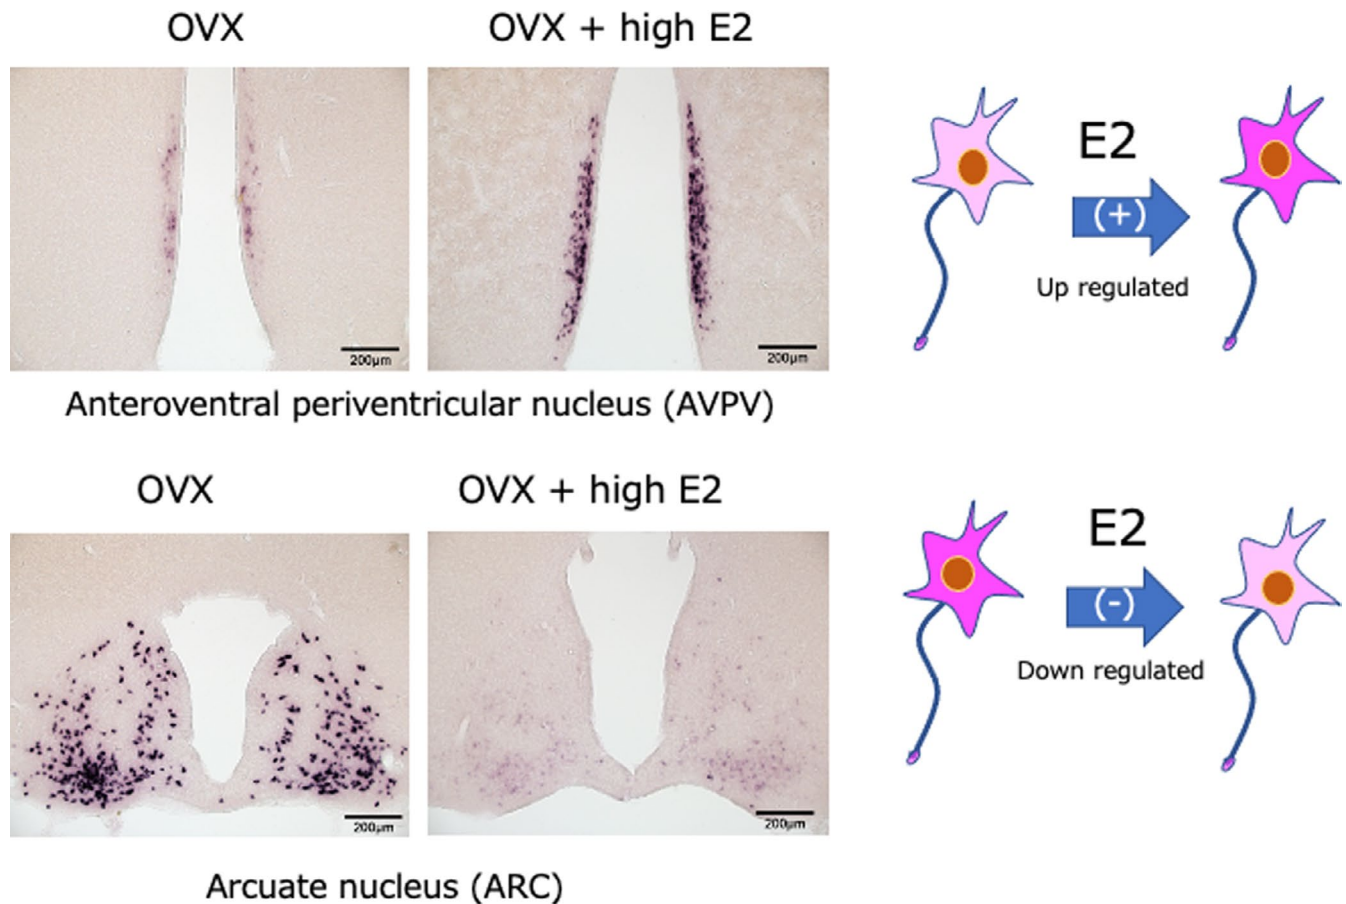 OVX
OVX + high E2
200μm
200μm
Anteroventral periventricular nucleus (AVPV)
E2
(+)
Up regulated
OVX
OVX + high E2
200μm
200μm
Arcuate nucleus (ARC)
E2
(-)
Down regulated